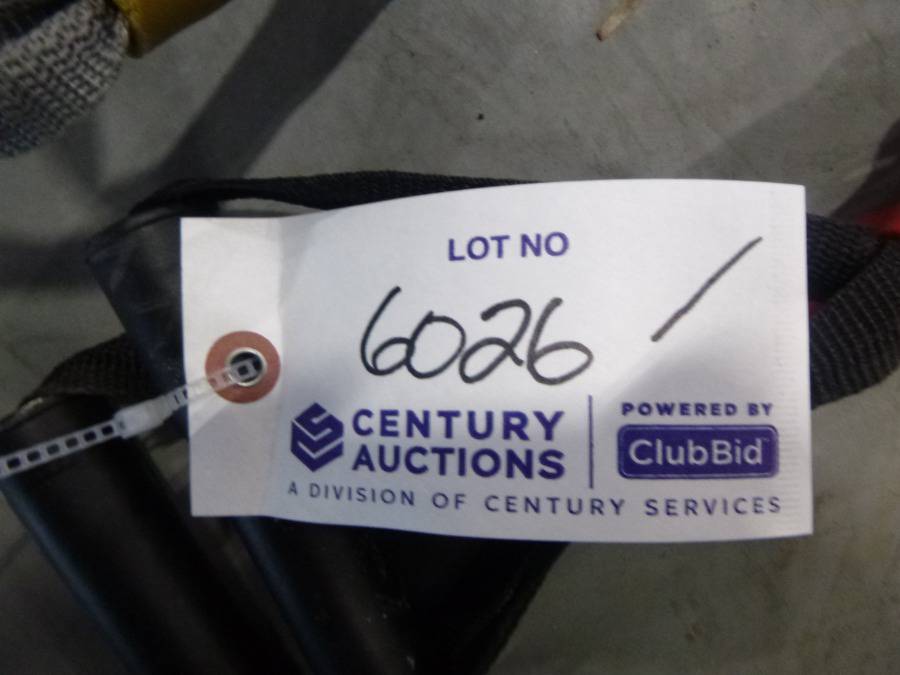 LOT NO
6026 /
CENTURY
AUCTIONS
A DIVISION OF CENTURY SERVICES
POWERED BY
ClubBid